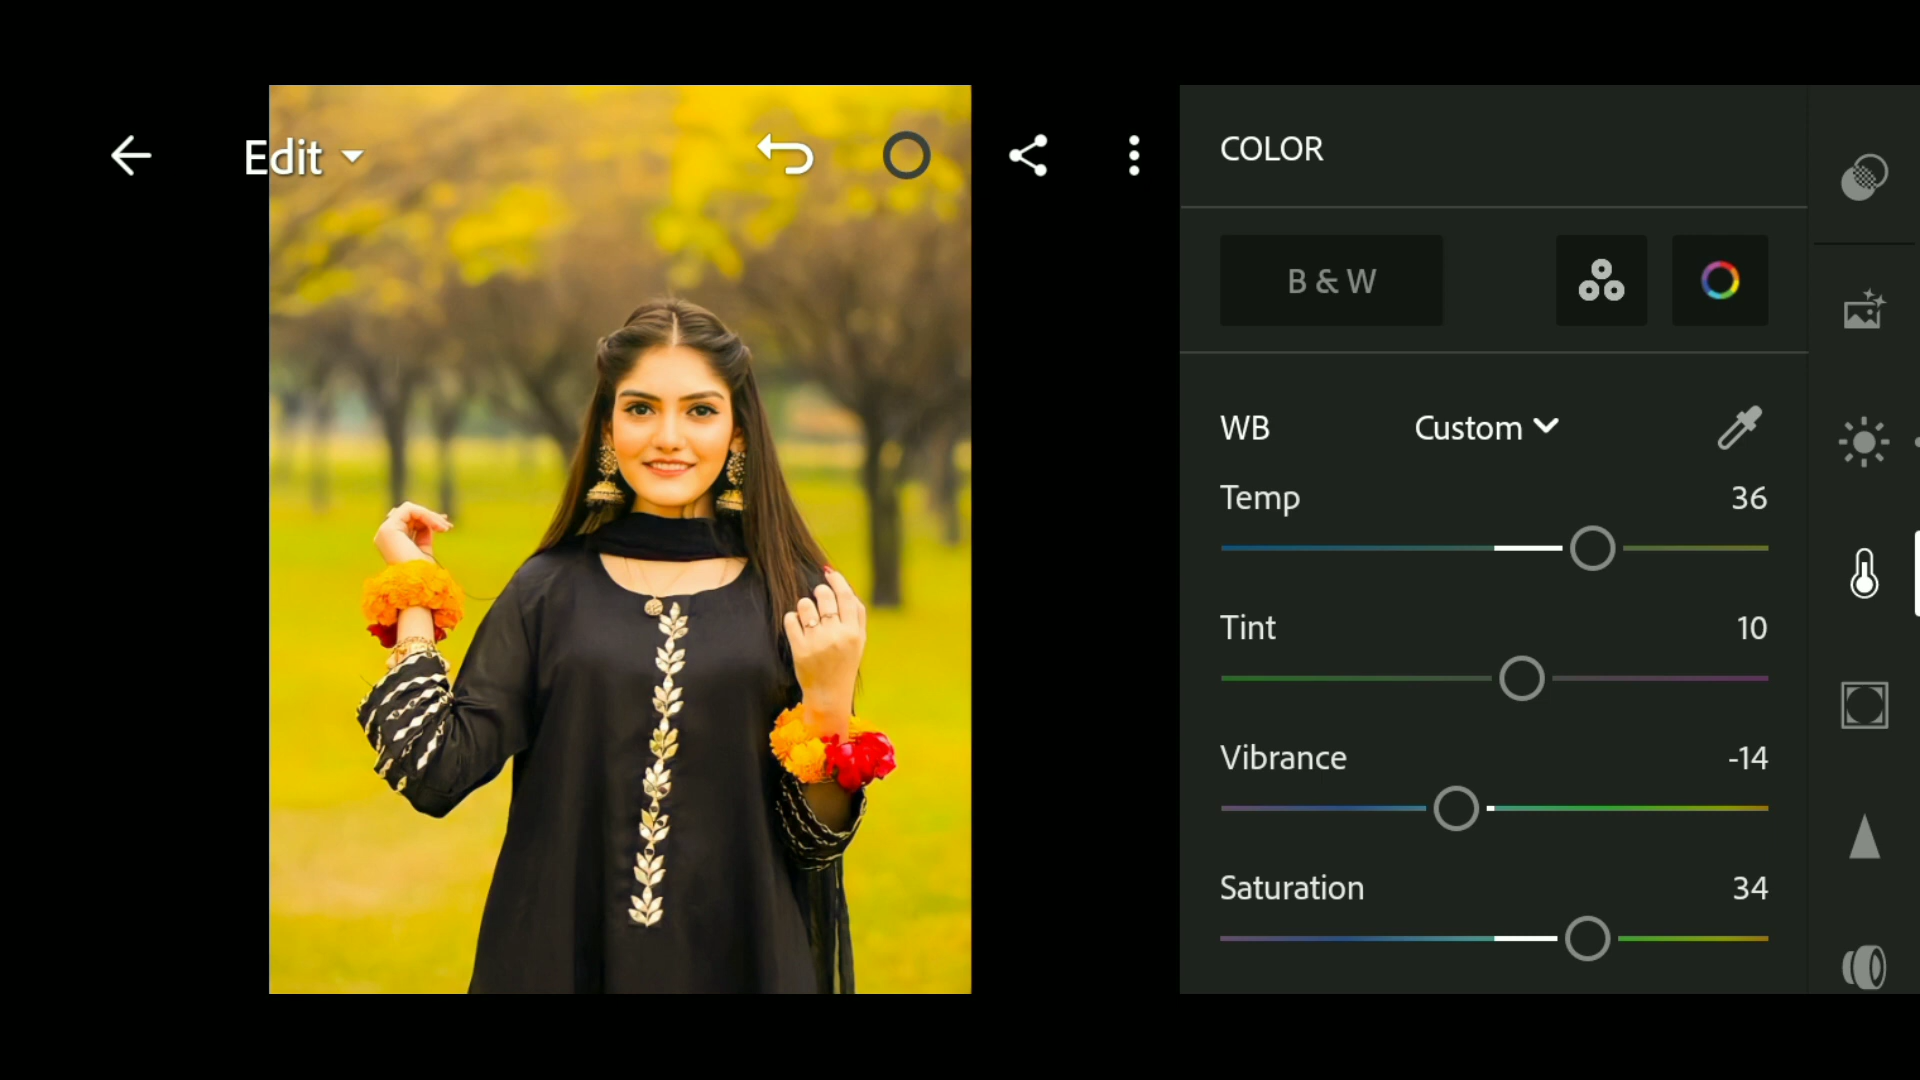 Edit
COLOR
B & W
WB Custom
Temp 36
Tint 10
Vibrance -14
Saturation 34